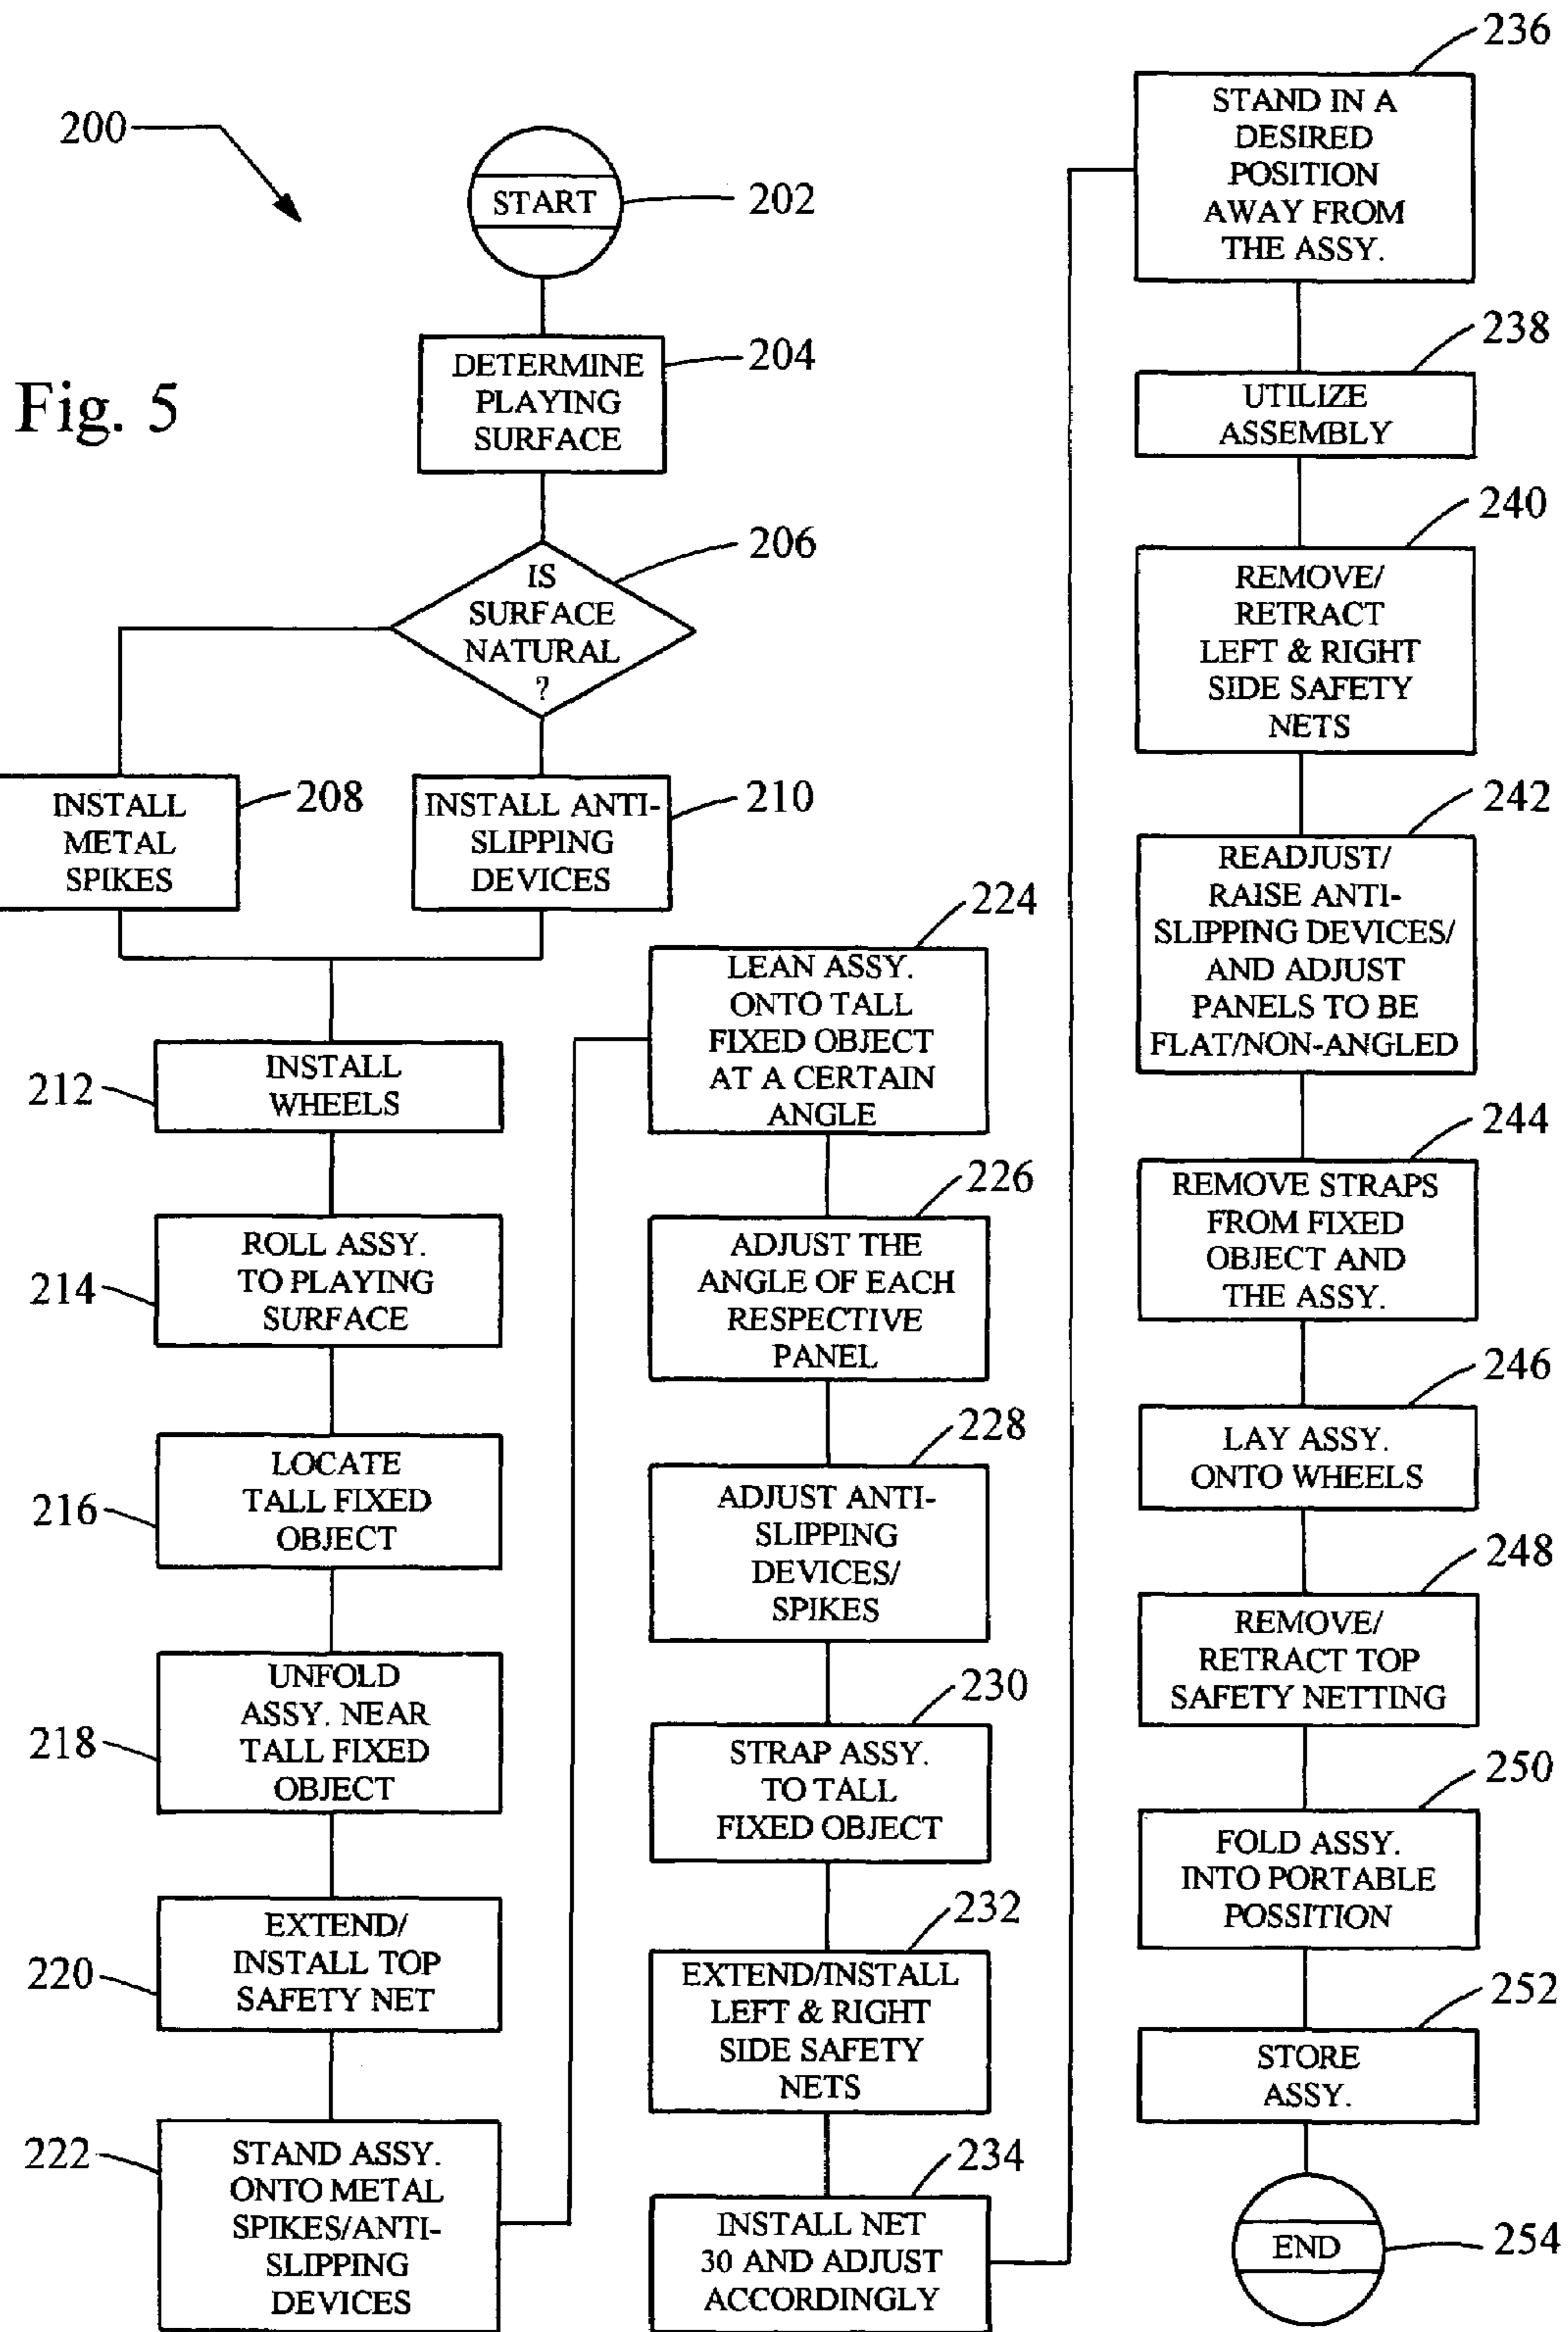 200
Fig. 5
START
202
DETERMINE
PLAYING
SURFACE
204
IS
SURFACE
NATURAL
?
206
INSTALL
METAL
SPIKES
208
INSTALL ANTI-
SLIPPING
DEVICES
210
INSTALL
WHEELS
212
ROLL ASSY.
TO PLAYING
SURFACE
214
LOCATE
TALL FIXED
OBJECT
216
UNFOLD
ASSY. NEAR
TALL FIXED
OBJECT
218
EXTEND/
INSTALL TOP
SAFETY NET
220
STAND ASSY.
ONTO METAL
SPIKES/ANTI-
SLIPPING
DEVICES
222
LEAN ASSY.
ONTO TALL
FIXED OBJECT
AT A CERTAIN
ANGLE
224
ADJUST THE
ANGLE OF EACH
RESPECTIVE
PANEL
226
ADJUST ANTI-
SLIPPING
DEVICES/
SPIKES
228
STRAP ASSY.
TO TALL
FIXED OBJECT
230
EXTEND/INSTALL
LEFT & RIGHT
SIDE SAFETY
NETS
232
INSTALL NET
30 AND ADJUST
ACCORDINGLY
234
STAND IN A
DESIRED
POSITION
AWAY FROM
THE ASSY.
236
UTILIZE
ASSEMBLY
238
REMOVE/
RETRACT
LEFT & RIGHT
SIDE SAFETY
NETS
240
READJUST/
RAISE ANTI-
SLIPPING DEVICES/
AND ADJUST
PANELS TO BE
FLAT/NON-ANGLED
242
REMOVE STRAPS
FROM FIXED
OBJECT AND
THE ASSY.
244
LAY ASSY.
ONTO WHEELS
246
REMOVE/
RETRACT TOP
SAFETY NETTING
248
FOLD ASSY.
INTO PORTABLE
POSSITION
250
STORE
ASSY.
252
END
254